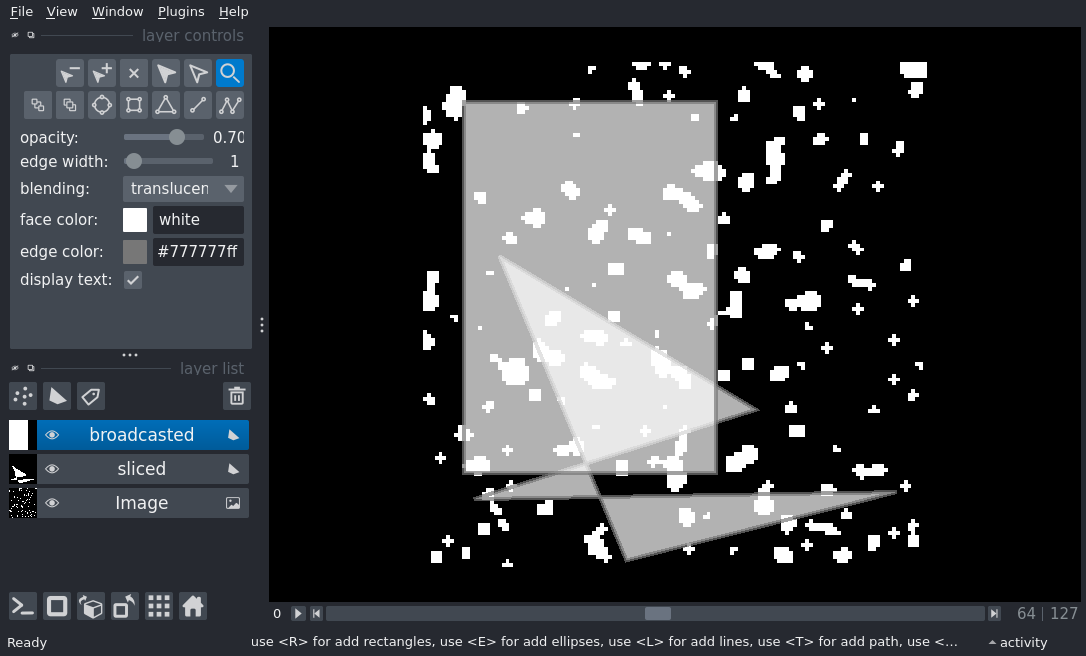 File View Window Plugins Help
layer controls
opacity: 0.70
edge width: 1
blending: translucen
face color: white
edge color: #777777ff
display text:
layer list
broadcasted
sliced
Image
0 64 127
Ready use <R> for add rectangles, use <E> for add ellipses, use <L> for add lines, use <T> for add path, use <... activity